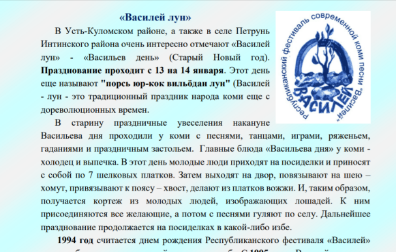 «Василей лун»
В Усть-Куломском районе, а также в селе Петрунь
Интинского района очень интересно отмечают «Василей
лун» - «Васильев день» (Старый Новый год).
Празднование проходит с 13 на 14 января. Этот день
еще называют "порсь юр-кок вильöдан лун" (Василей
- лун - это традиционный праздник народа коми еще с
дореволюционных времен.
республиканский фестиваль современной коми песни "Василей"
ВАСИЛЕЙ
В старину праздничные увеселения накануне
Васильева дня проходили у коми с песнями, танцами, играми, ряженьем,
гаданиями и праздничным застольем. Главные блюда «Васильева дня» у коми -
холодец и выпечка. В этот день молодые люди приходят на посиделки и приносят
с собой по 7 шелковых платков. Затем выходят на двор, повязывают на шею –
хомут, привязывают к поясу – хвост, делают из платков вожжи. И, таким образом,
получается кортеж из молодых людей, изображающих лошадей. К ним
присоединяются все желающие, а потом с песнями гуляют по селу. Дальнейшее
празднование продолжается на посиделках в какой-либо избе.
1994 год считается днем рождения Республиканского фестиваля «Василей»